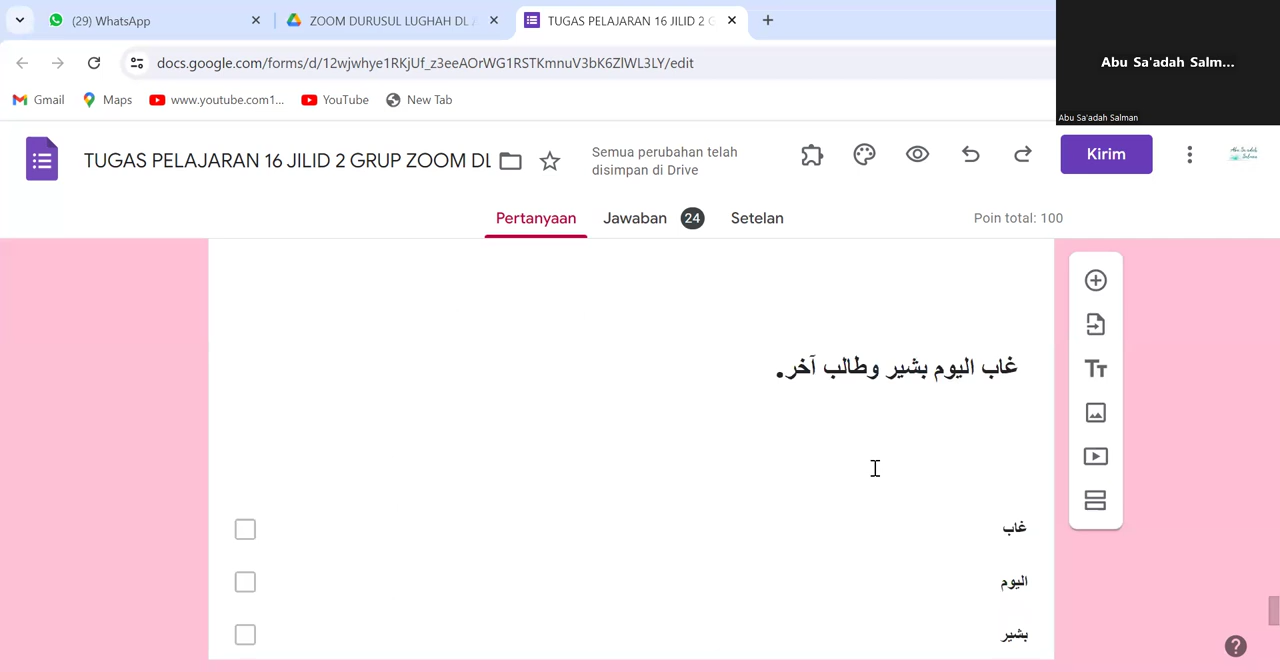 (29) WhatsApp
ZOOM DURUSUL LUGHAH DL
TUGAS PELAJARAN 16 JILID 2 G
docs.google.com/forms/d/12wjwhye1RKjUf_z3eeAOrWG1RSTKmnuV3bK6ZlWL3LY/edit
Abu Sa'adah Salm...
Abu Sa'adah Salman
Gmail
Maps
www.youtube.com1...
YouTube
New Tab
TUGAS PELAJARAN 16 JILID 2 GRUP ZOOM DL
Semua perubahan telah
disimpan di Drive
Kirim
Pertanyaan
Jawaban 24
Setelan
Poin total: 100
غاب اليوم بشير وطالب آخر.
غاب
اليوم
بشير